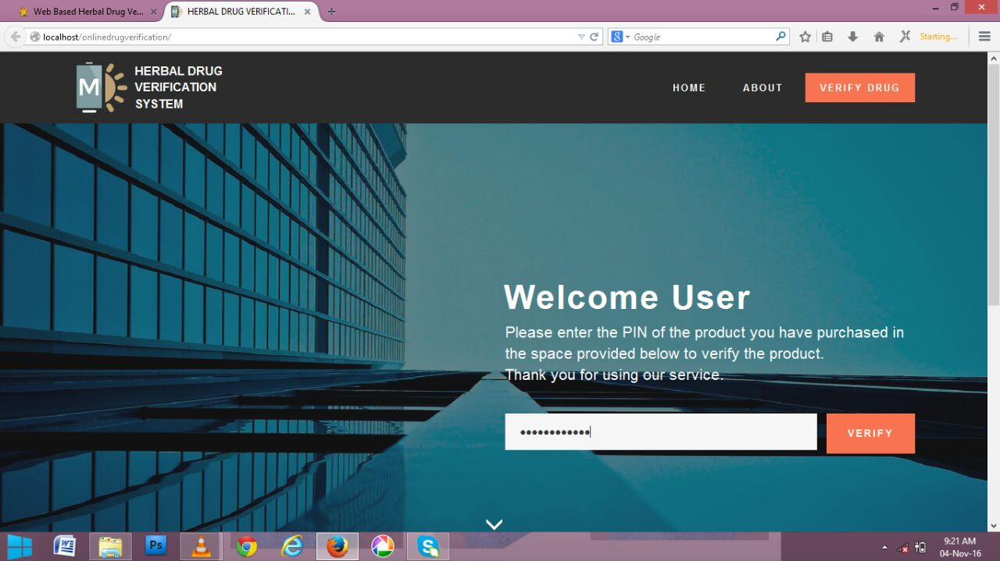 Web Based Herbal Drug Ve...
HERBAL DRUG VERIFICATI...
localhost/onlinedrugverification/
8
Google
Starting...
M
HERBAL DRUG
VERIFICATION
SYSTEM
HOME
ABOUT
VERIFY DRUG
Welcome User
Please enter the PIN of the product you have purchased in
the space provided below to verify the product.
Thank you for using our service.
••••••••••••
VERIFY
W
Ps
S
9:21 AM
04-Nov-16